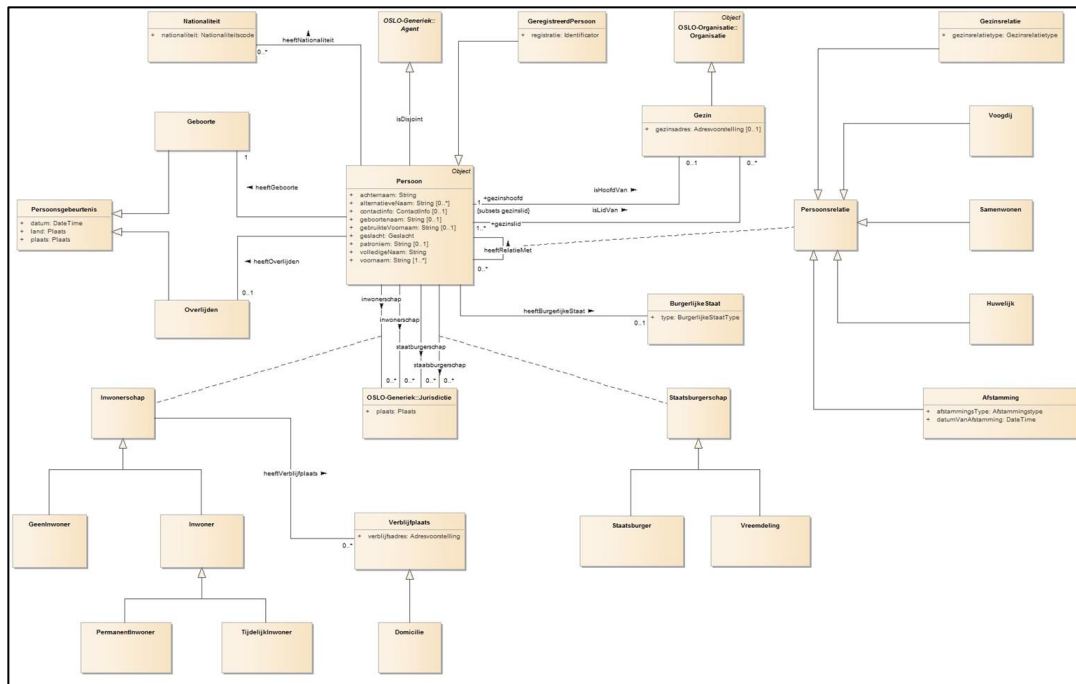 Nationaliteit
+ nationaliteit: Nationaliteitscode
heeftNationaliteit
0..*
OSLO-Generiek::
Agent
isDisjoint
GeregistreerdPersoon
+ registratie: Identificator
Object
OSLO-Organisatie::
Organisatie
Gezin
+ gezinsadres: Adresvoorstelling [0..1]
0..1
0..*
Gezinsrelatie
+ gezinsrelatietype: Gezinsrelatietype
Voogdij
Samenwonen
Huwelijk
Afstamming
+ afstammingsType: Afstammingstype
+ datumVanAfstamming: DateTime
Persoonsrelatie
Geboorte
1
heeftGeboorte
Persoonsgebeurtenis
+ datum: DateTime
+ land: Plaats
+ plaats: Plaats
heeftOverlijden
0..1
Overlijden
Object
Persoon
+ achternaam: String
+ alternatieveNaam: String [0..*]
+ contactinfo: ContactInfo [0..1]
+ geboortenaam: String [0..1]
+ gebruikteVoornaam: String [0..1]
+ geslacht: Geslacht
+ patroniem: String [0..1]
+ volledigeNaam: String
+ voornaam: String [1..*]
isHoofdVan
1
+gezinshoofd
{subsets gezinslid}
isLidVan
+gezinslid
1..*
heeftRelatieMet
0..*
heeftBurgerlijkeStaat
0..1
BurgerlijkeStaat
+ type: BurgerlijkeStaatType
inwonerschap
inwonerschap
staatburgerschap
staatsburgerschap
0..*
0..*
0..*
0..*
OSLO-Generiek::Jurisdictie
+ plaats: Plaats
Inwonerschap
Staatsburgerschap
heeftVerblijfplaats
0..*
GeenInwoner
Inwoner
Verblijfplaats
+ verblijfsadres: Adresvoorstelling
Staatsburger
Vreemdeling
PermanentInwoner
TijdelijkInwoner
Domicilie